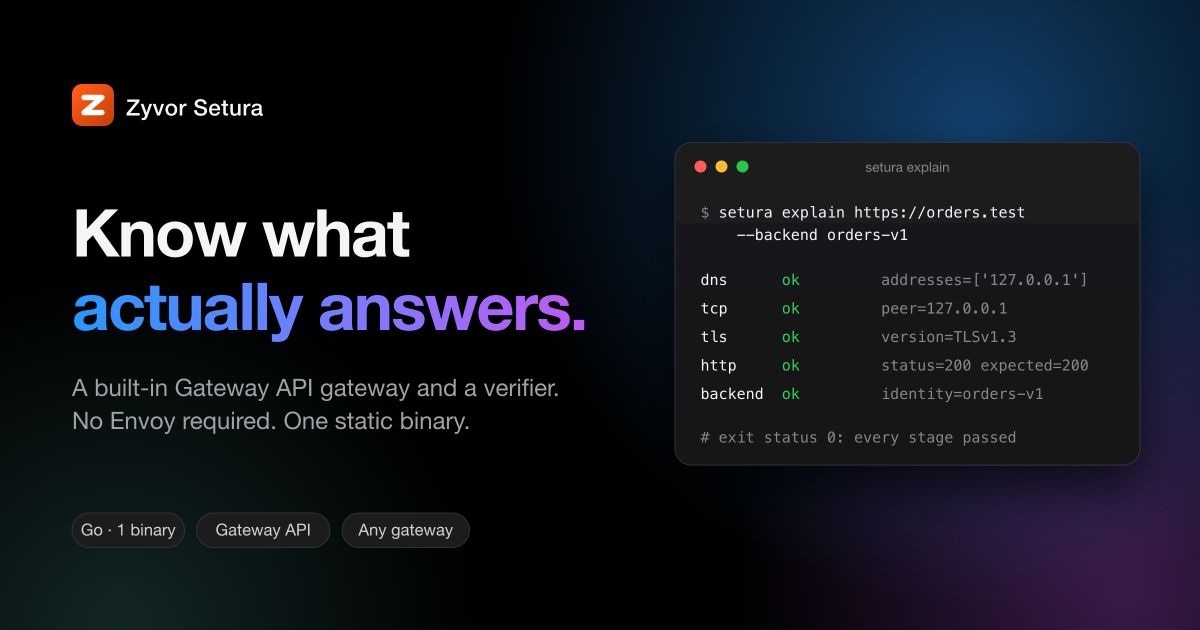 Z
Zyvor Setura
Know what
actually answers.
A built-in Gateway API gateway and a verifier.
No Envoy required. One static binary.
Go · 1 binary
Gateway API
Any gateway
setura explain
$ setura explain https://orders.test
--backend orders-v1
dns ok addresses=['127.0.0.1']
tcp ok peer=127.0.0.1
tls ok version=TLSv1.3
http ok status=200 expected=200
backend ok identity=orders-v1
# exit status 0: every stage passed